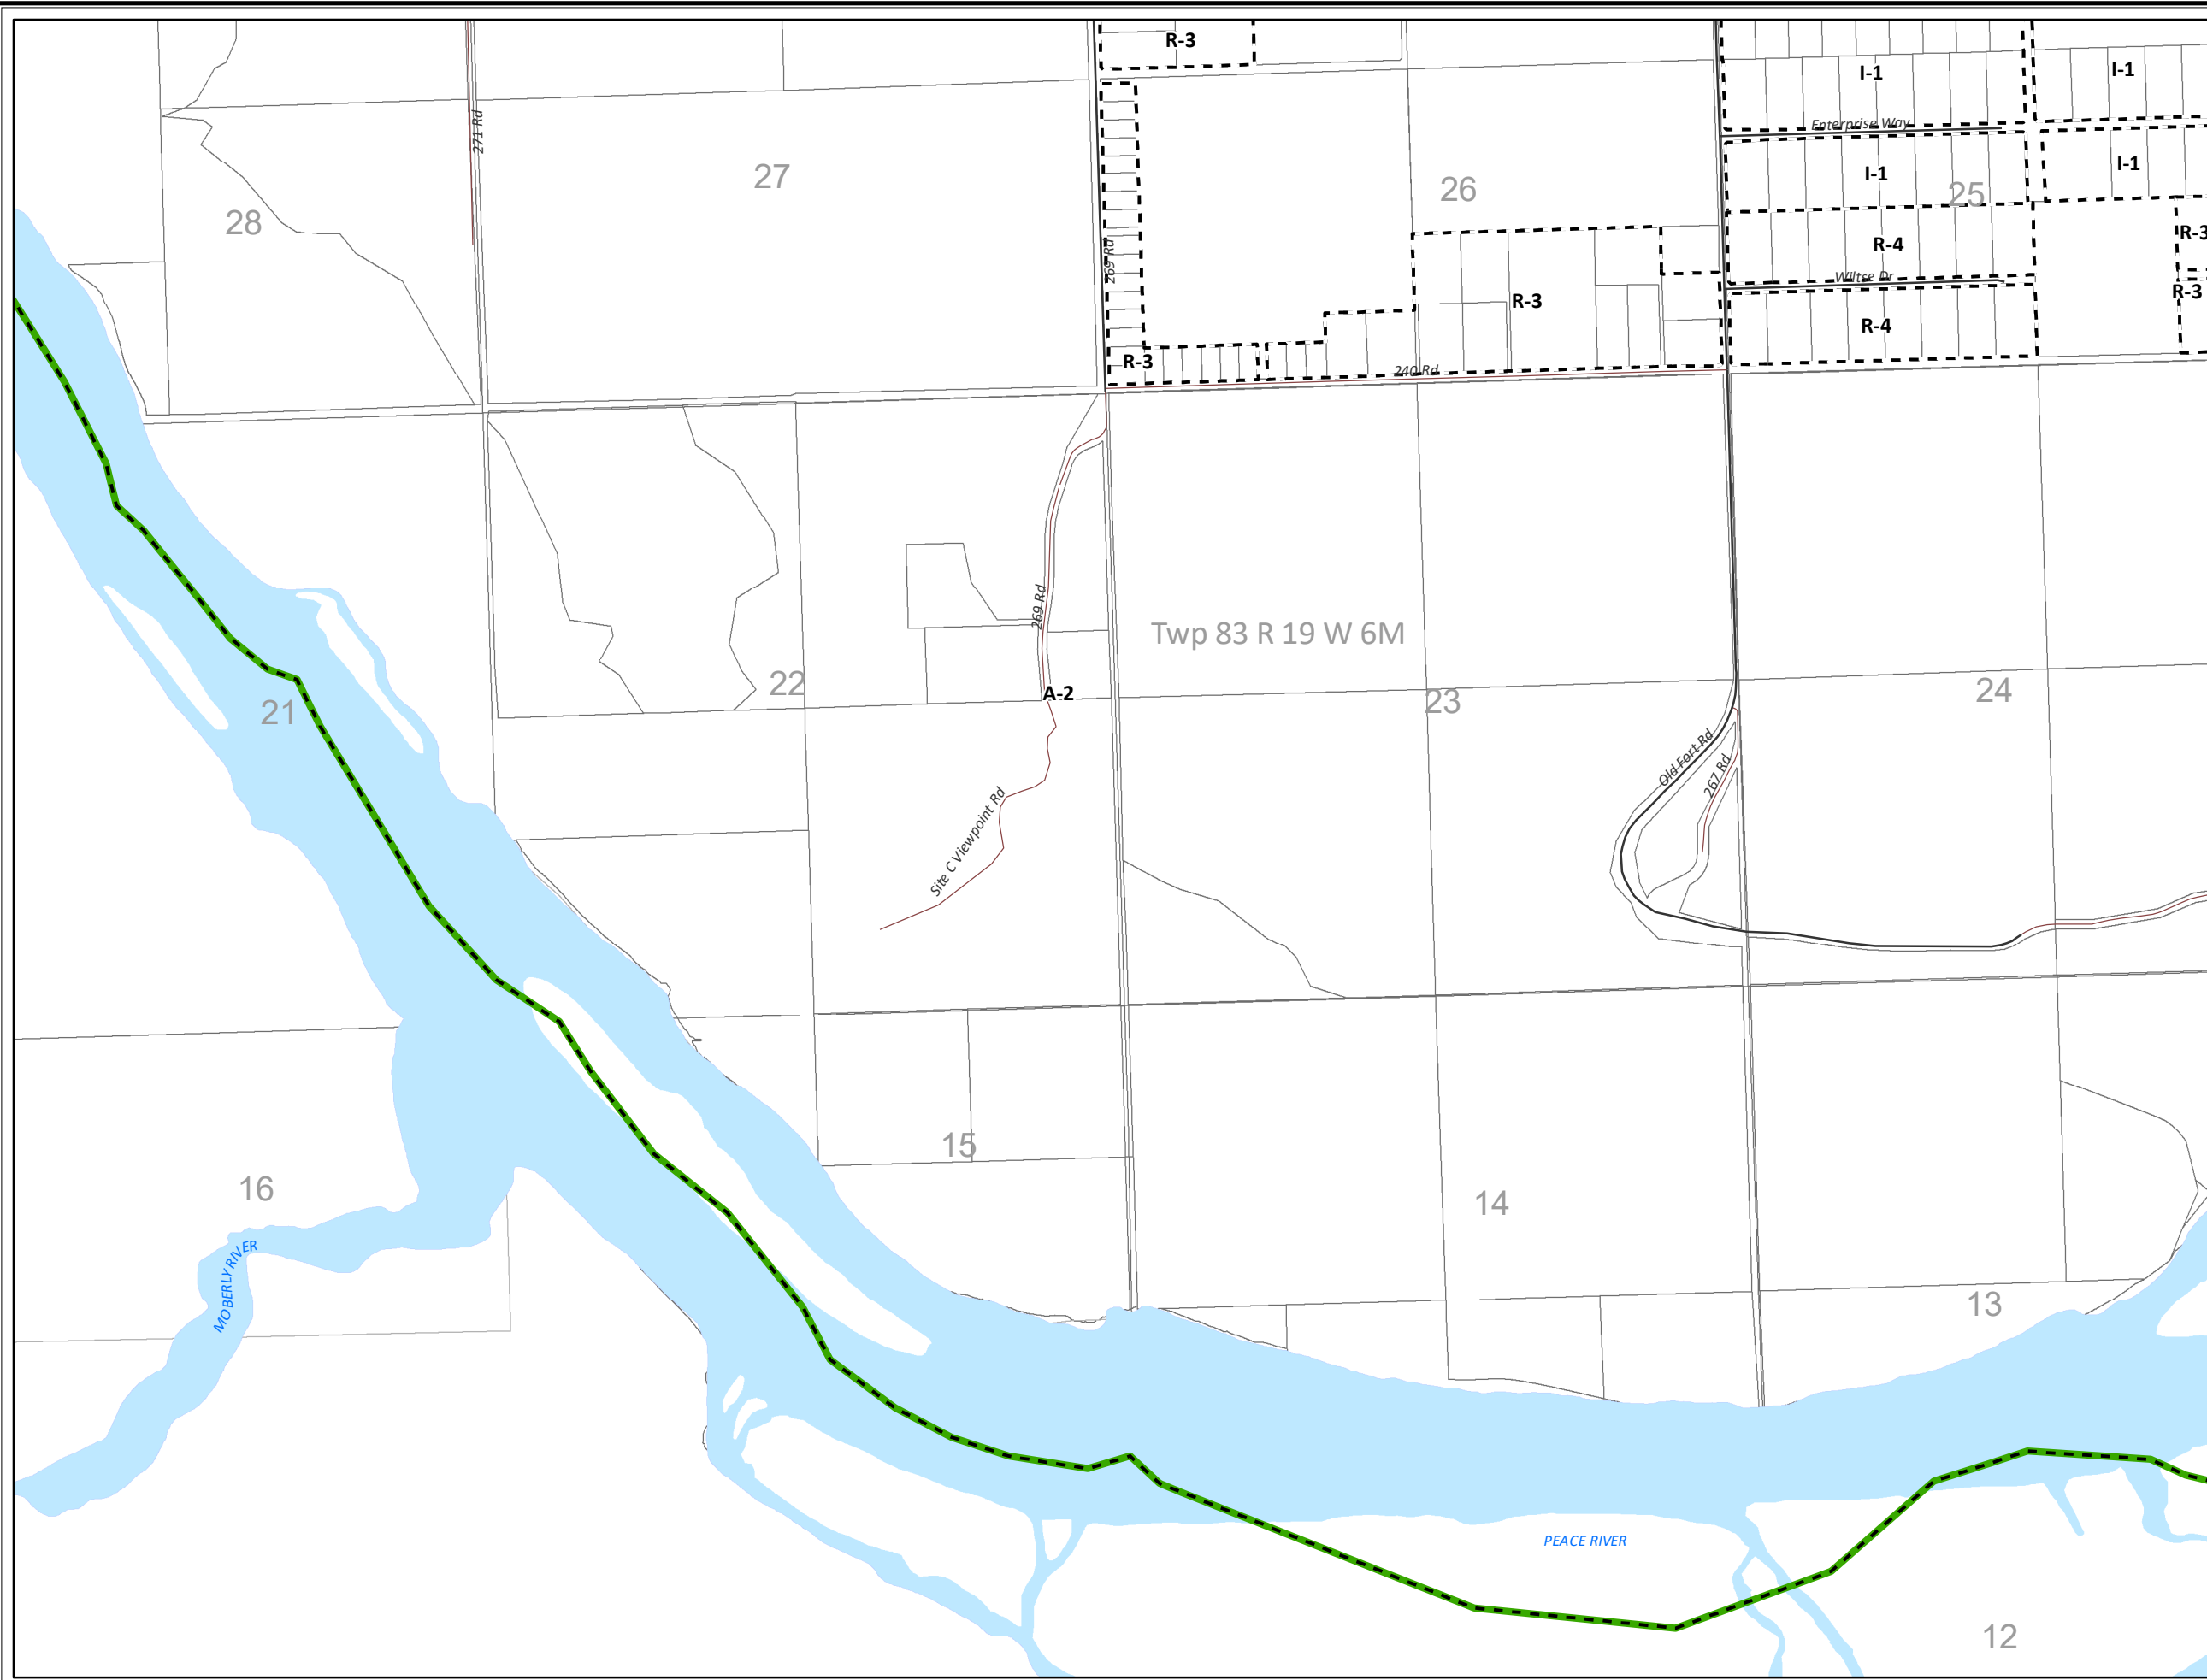 R-3
I-1
I-1
Enterprise Way
271 Rd
27
26
I-1
I-1
25
28
269 Rd
R-4
R-3
Wiltse Dr
R-3
R-3
R-4
R-3
240 Rd
269 Rd
Twp 83 R 19 W 6M
22
A-2
23
24
21
Old Fort Rd
267 Rd
Site C Viewpoint Rd
15
16
14
MOBERLY RIVER
13
PEACE RIVER
12